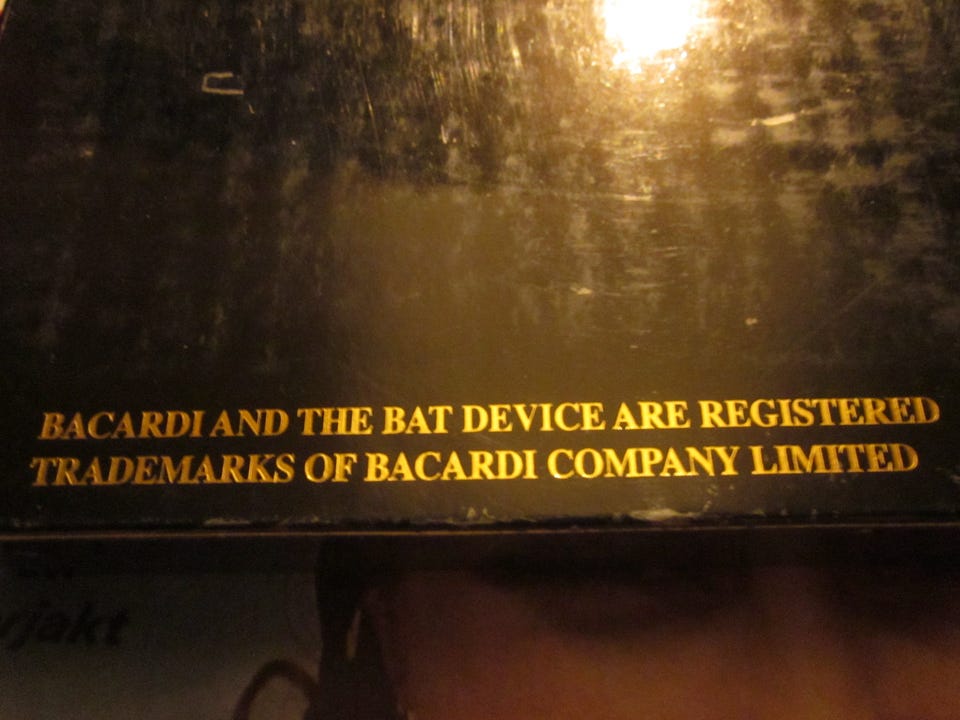 BACARDI AND THE BAT DEVICE ARE REGISTERED
TRADEMARKS OF BACARDI COMPANY LIMITED